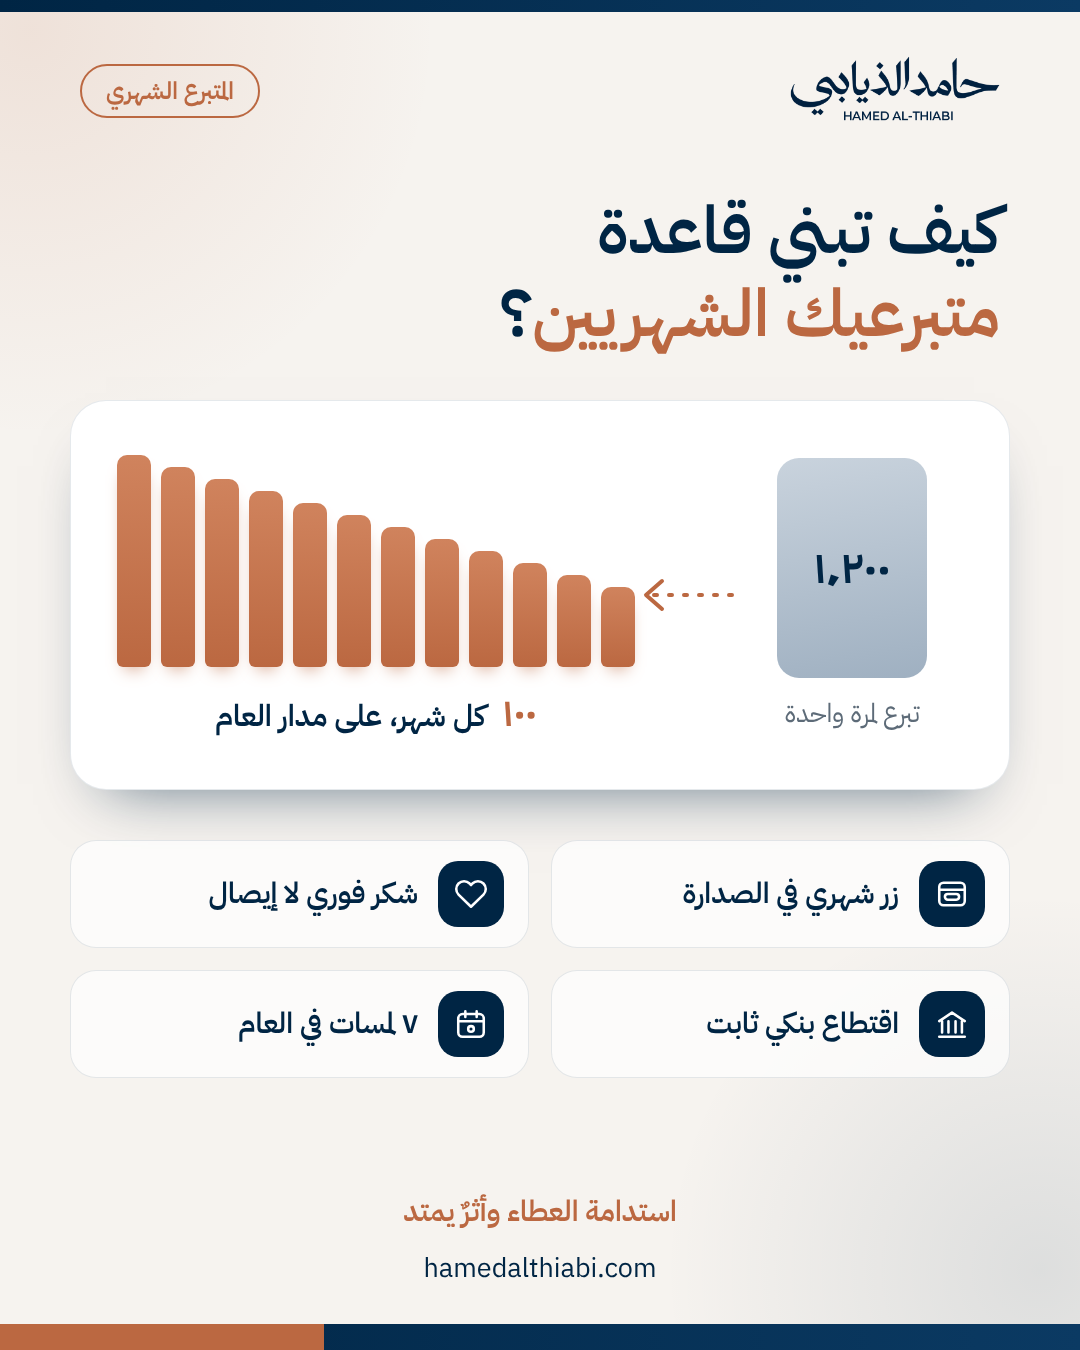 حامد الذيابي
HAMED AL-THIABI
المتبرع الشهري
كيف تبني قاعدة
متبرعيك الشهريين؟
١,٢٠٠
تبرع لمرة واحدة
١٠٠ كل شهر، على مدار العام
زر شهري في الصدارة
شكر فوري لا إيصال
اقتطاع بنكي ثابت
٧ لمسات في العام
استدامة العطاء وأثرٌ يمتد
hamedalthiabi.com